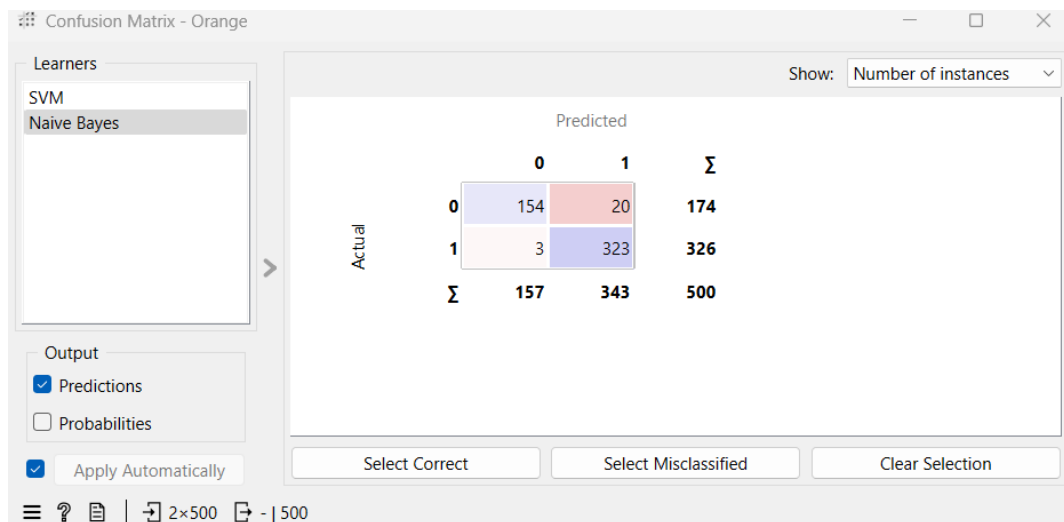 Confusion Matrix - Orange
Learners
SVM
Naive Bayes
Show: Number of instances
Predicted
0 1 Σ
Actual
0 154 20 174
1 3 323 326
Σ 157 343 500
Output
Predictions
Probabilities
Apply Automatically
Select Correct Select Misclassified Clear Selection
? 2×500 - | 500